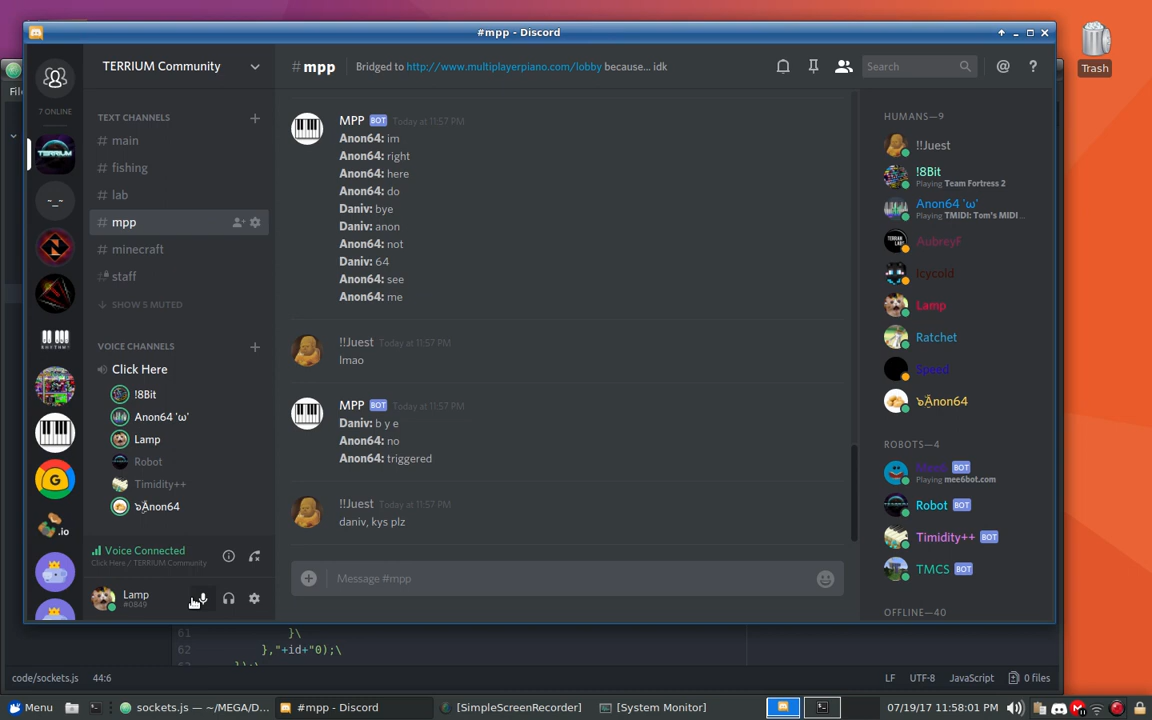 #mpp - Discord
Trash
Fil
7 ONLINE
.io
TERRIUM Community
TEXT CHANNELS
# main
# fishing
# lab
# mpp
# minecraft
# staff
SHOW 5 MUTED
VOICE CHANNELS
Click Here
!8Bit
Anon64 'ω'
Lamp
Robot
Timidity++
Voice Connected
Click Here / TERRIUM Community
Lamp
#0849
#mpp Bridged to http://www.multiplayerpiano.com/lobby because... idk
Search
@ ?
MPP BOT Today at 11:57 PM
Anon64: im
Anon64: right
Anon64: here
Anon64: do
Daniv: bye
Daniv: anon
Anon64: not
Daniv: 64
Anon64: see
Anon64: me
!!Juest Today at 11:57 PM
lmao
MPP BOT Today at 11:57 PM
Daniv: b y e
Anon64: no
Anon64: triggered
!!Juest Today at 11:57 PM
daniv, kys plz
Message #mpp
HUMANS—9
!!Juest
!8Bit
Playing Team Fortress 2
Anon64 'ω'
Playing TMIDI: Tom's MIDI...
AubreyF
Icycold
Lamp
Ratchet
Speed
ROBOTS—4
BOT
Playing mee6bot.com
Robot BOT
Timidity++ BOT
TMCS BOT
OFFLINE—40
61 }\
62 },"+id+"0);\
code/sockets.js 44:6
LF UTF-8 JavaScript 0 files
Menu
sockets.js — ~/MEGA/D...
#mpp - Discord
[SimpleScreenRecorder]
[System Monitor]
07/19/17 11:58:01 PM